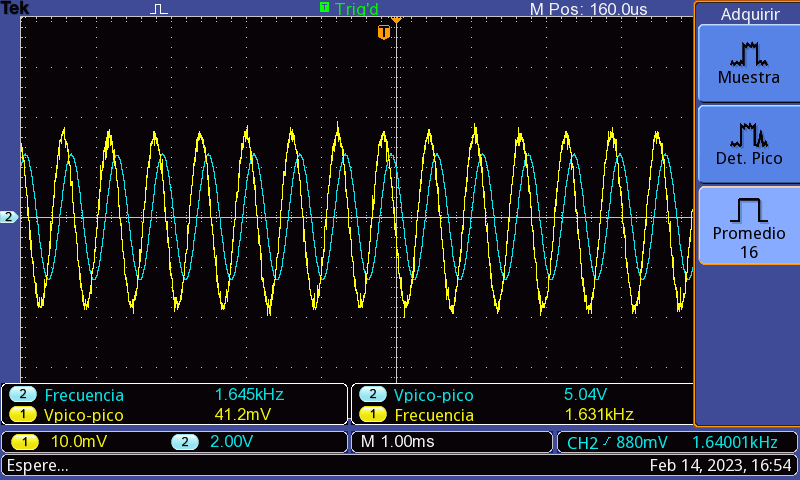 Tek T Trig'd M Pos: 160.0us
Adquirir
T
Muestra
Det. Pico
2
Promedio
16
2 Frecuencia 1.645kHz 2 Vpico-pico 5.04V
1 Vpico-pico 41.2mV 1 Frecuencia 1.631kHz
1 10.0mV 2 2.00V M 1.00ms CH2 880mV 1.64001kHz
Espere... Feb 14, 2023, 16:54